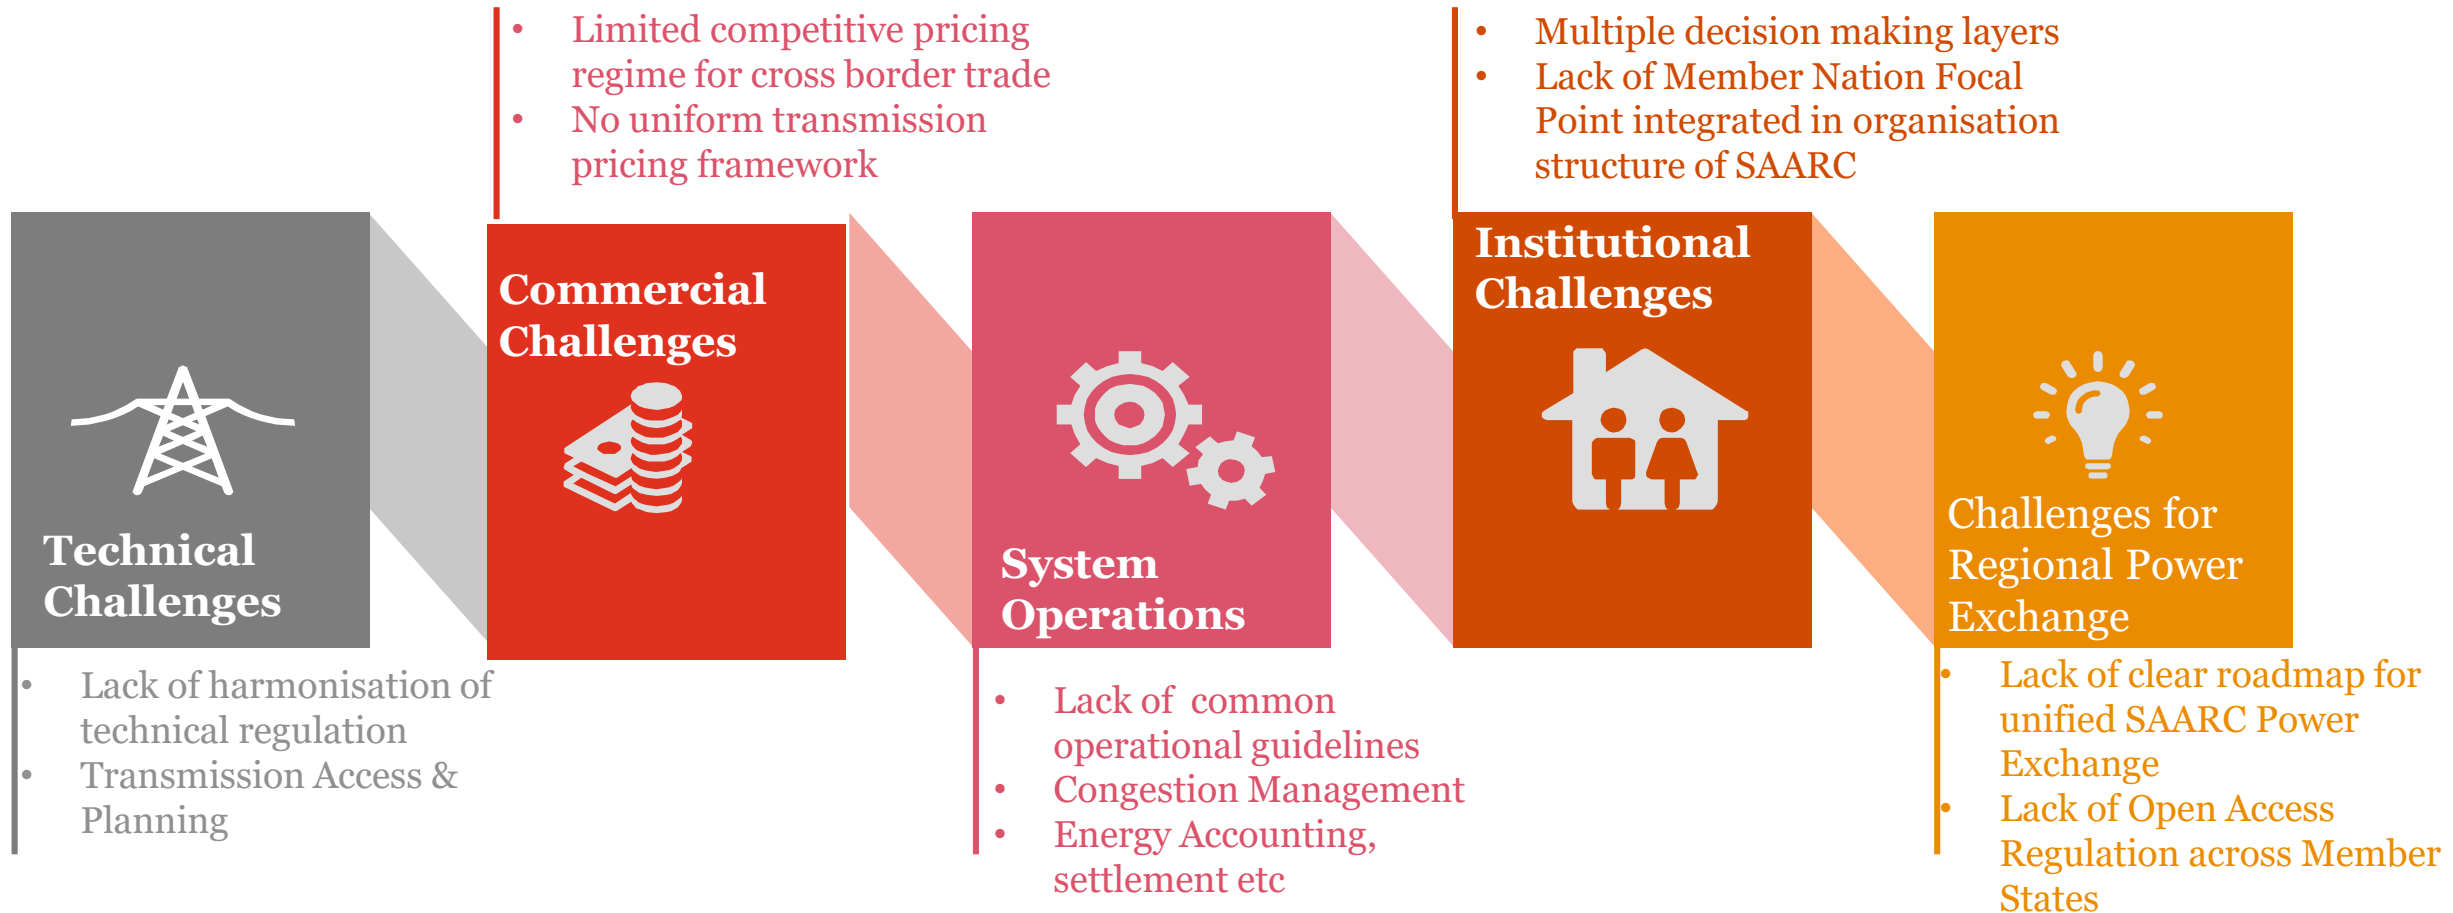 • Limited competitive pricing
regime for cross border trade
• No uniform transmission
pricing framework
• Multiple decision making layers
• Lack of Member Nation Focal
Point integrated in organisation
structure of SAARC
Technical
Challenges
Commercial
Challenges
System
Operations
Institutional
Challenges
Challenges for
Regional Power
Exchange
• Lack of harmonisation of
technical regulation
• Transmission Access &
Planning
• Lack of  common
operational guidelines
• Congestion Management
• Energy Accounting,
settlement etc
• Lack of clear roadmap for
unified SAARC Power
Exchange
• Lack of Open Access
Regulation across Member
States